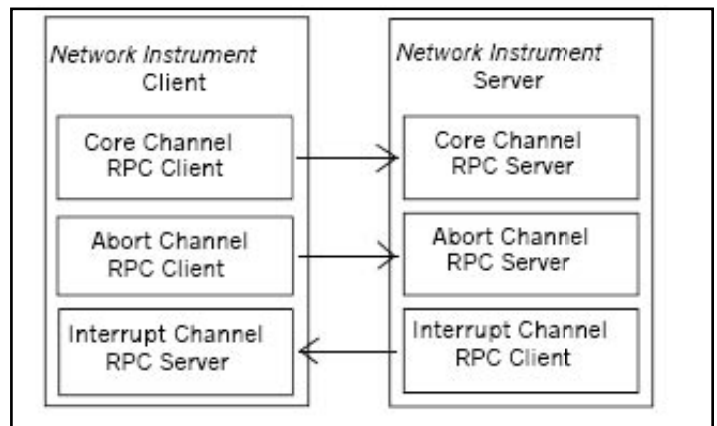 Network Instrument
Client
Core Channel
RPC Client
Abort Channel
RPC Client
Interrupt Channel
RPC Server
Network Instrument
Server
Core Channel
RPC Server
Abort Channel
RPC Server
Interrupt Channel
RPC Client